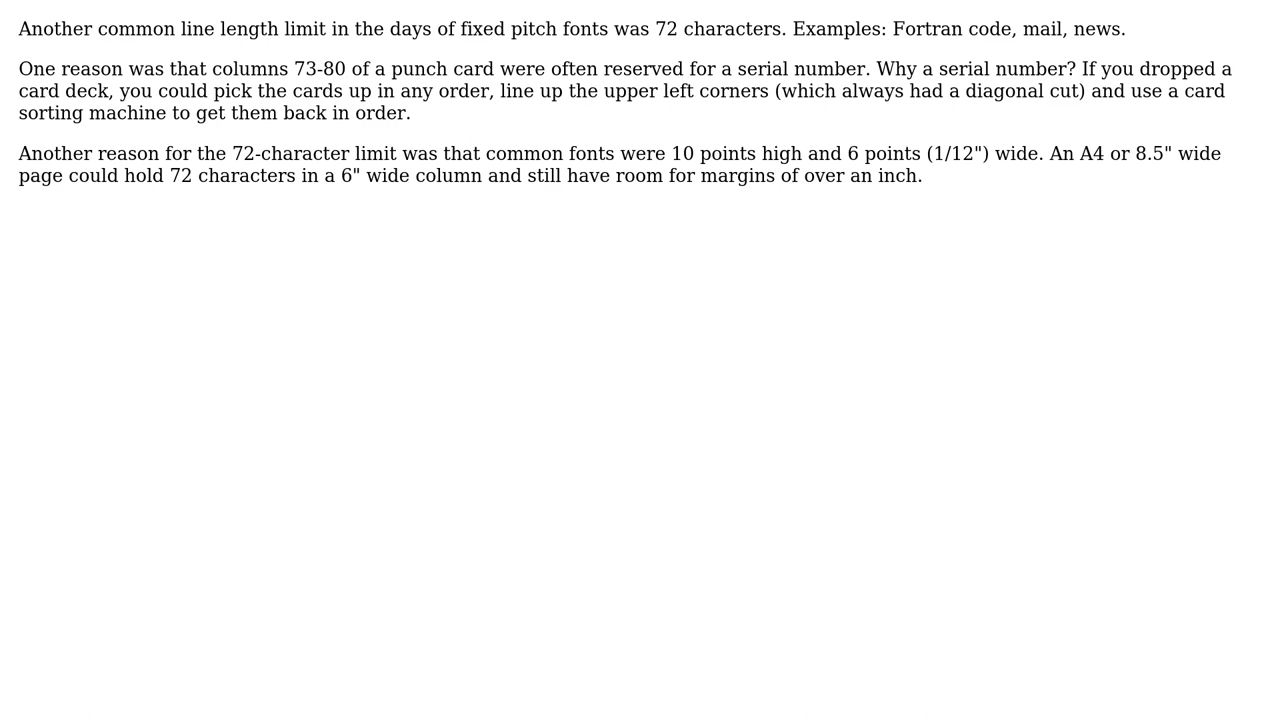 Another common line length limit in the days of fixed pitch fonts was 72 characters. Examples: Fortran code, mail, news.
One reason was that columns 73-80 of a punch card were often reserved for a serial number. Why a serial number? If you dropped a
card deck, you could pick the cards up in any order, line up the upper left corners (which always had a diagonal cut) and use a card
sorting machine to get them back in order.
Another reason for the 72-character limit was that common fonts were 10 points high and 6 points (1/12") wide. An A4 or 8.5" wide
page could hold 72 characters in a 6" wide column and still have room for margins of over an inch.